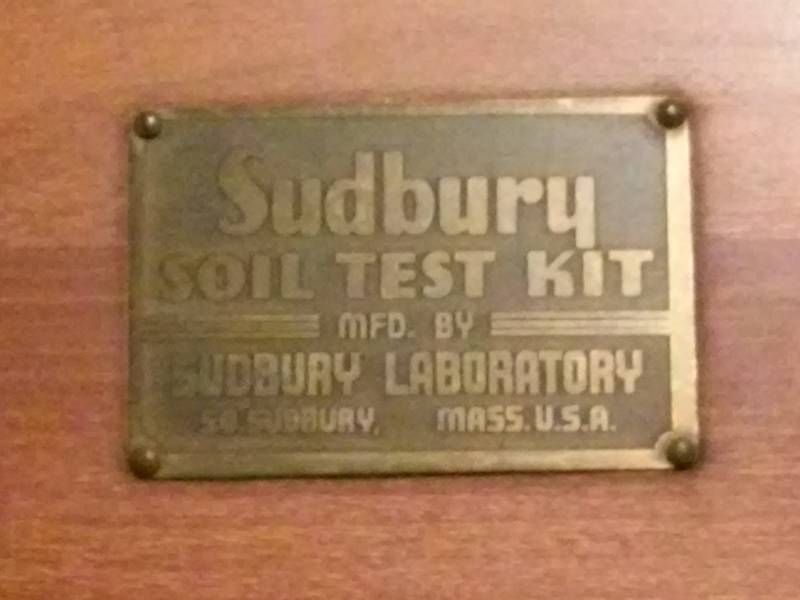 Sudbury
SOIL TEST KIT
MFD. BY
SUDBURY LABORATORY
SO. SUDBURY, MASS. U.S.A.